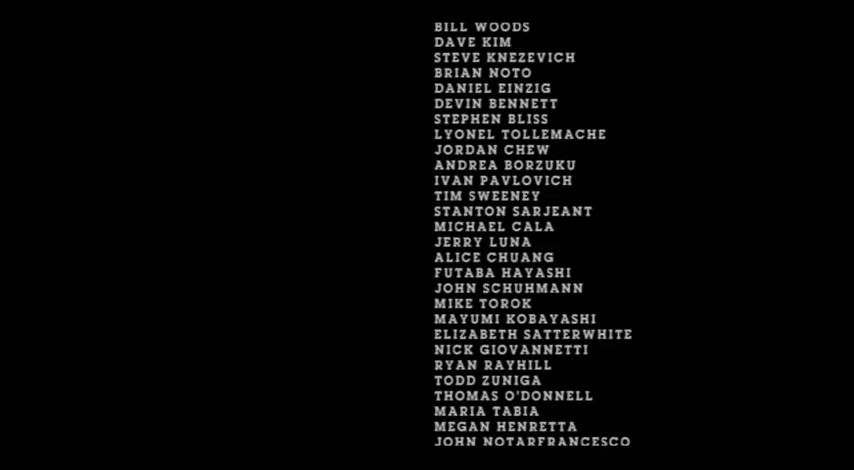 BILL WOODS
DAVE KIM
STEVE KNEZEVICH
BRIAN NOTO
DANIEL EINZIG
DEVIN BENNETT
STEPHEN BLISS
LYONEL TOLLEMACHE
JORDAN CHEW
ANDREA BORZUKU
IVAN PAVLOVICH
TIM SWEENEY
STANTON SARJEANT
MICHAEL CALA
JERRY LUNA
ALICE CHUANG
FUTABA HAYASHI
JOHN SCHUHMANN
MIKE TOROK
MAYUMI KOBAYASHI
ELIZABETH SATTERWHITE
NICK GIOVANNETTI
RYAN RAYHILL
TODD ZUNIGA
THOMAS O'DONNELL
MARIA TABIA
MEGAN HENRETTA
JOHN NOTARFRANCESCO